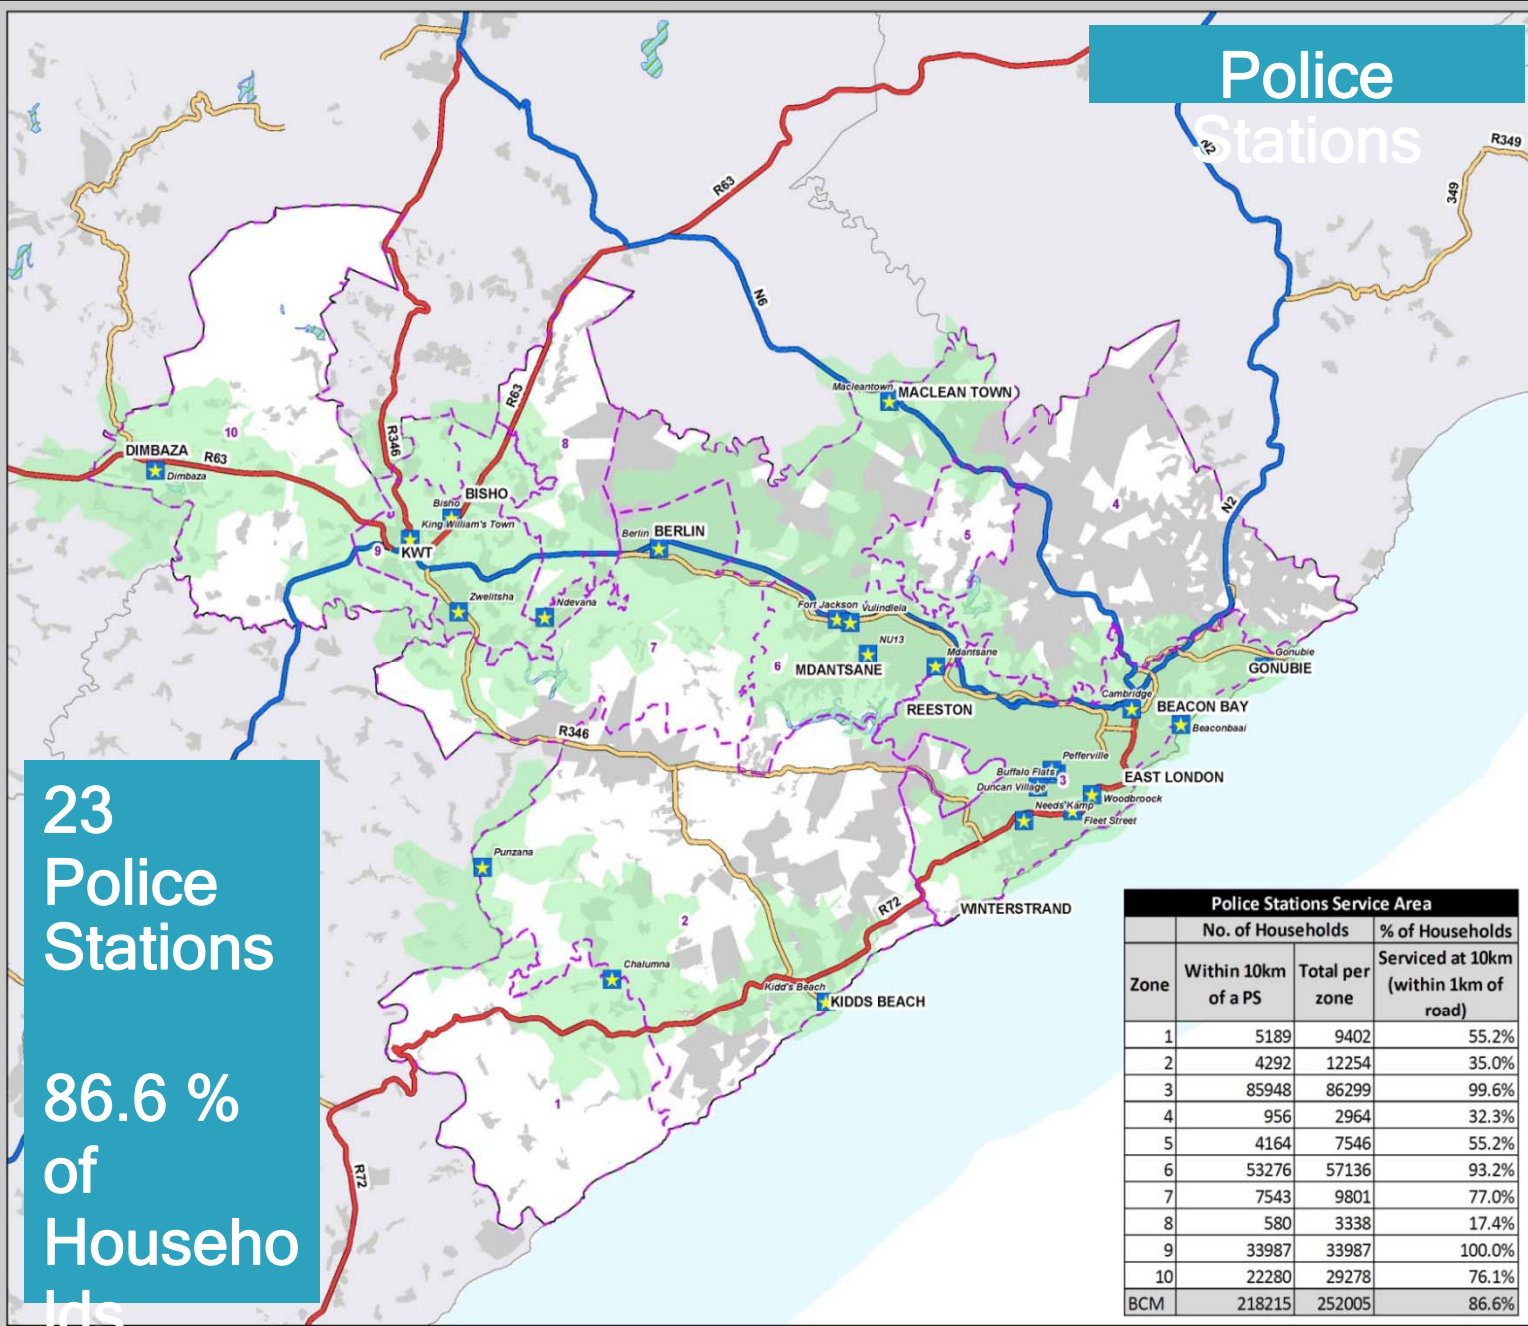 Police
Stations
N2
R349
349
R63
N6
Macleantown
MACLEAN TOWN
10
R63
8
R346
DIMBAZA
R63
Dimbaza
BISHO
Bisho
King William's Town
4
N2
5
Berlin
BERLIN
9
KWT
Zwelitsha
Ndevana
Fort Jackson
Vulindlela
NU13
7
6
MDANTSANE
Mdantsane
Gonubie
GONUBIE
Cambridge
REESTON
BEACON BAY
Beaconbaai
R346
Pefferville
Buffalo Flats
3
Duncan Village
EAST LONDON
Woodbroock
Needs Kamp
Fleet Street
23
Police
Stations
86.6 %
of
Househo
lds
Punzana
2
R72
WINTERSTRAND
Chalumna
Kidd's Beach
KIDDS BEACH
1
R72
Police Stations Service Area
No. of Households % of Households
Zone Within 10km of a PS Total per zone Serviced at 10km (within 1km of road)
1 5189 9402 55.2%
2 4292 12254 35.0%
3 85948 86299 99.6%
4 956 2964 32.3%
5 4164 7546 55.2%
6 53276 57136 93.2%
7 7543 9801 77.0%
8 580 3338 17.4%
9 33987 33987 100.0%
10 22280 29278 76.1%
BCM 218215 252005 86.6%